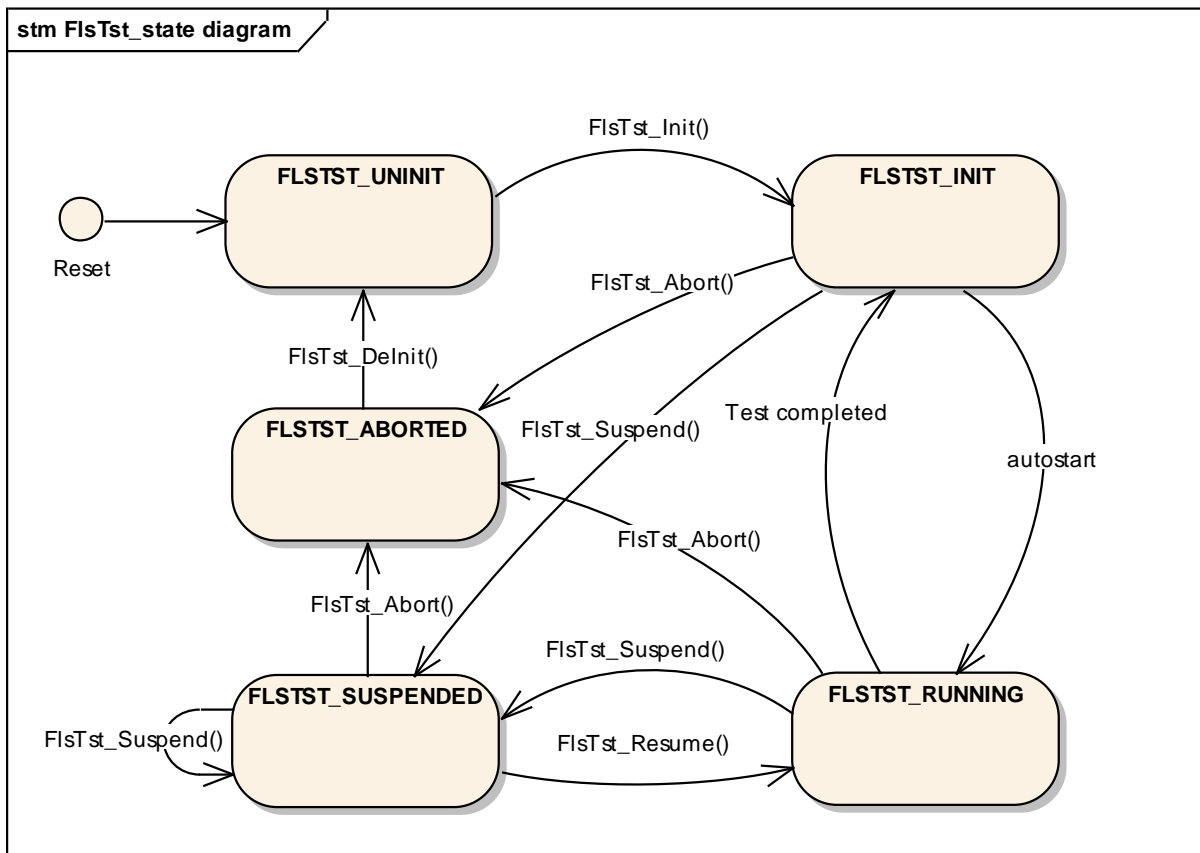 stm FlsTst_state diagram
FlsTst_Init()
FLSTST_UNINIT
FLSTST_INIT
Reset
FlsTst_Abort()
FlsTst_DeInit()
FLSTST_ABORTED
FlsTst_Suspend()
Test completed
autostart
FlsTst_Abort()
FlsTst_Abort()
FlsTst_Suspend()
FLSTST_SUSPENDED
FLSTST_RUNNING
FlsTst_Suspend()
FlsTst_Resume()